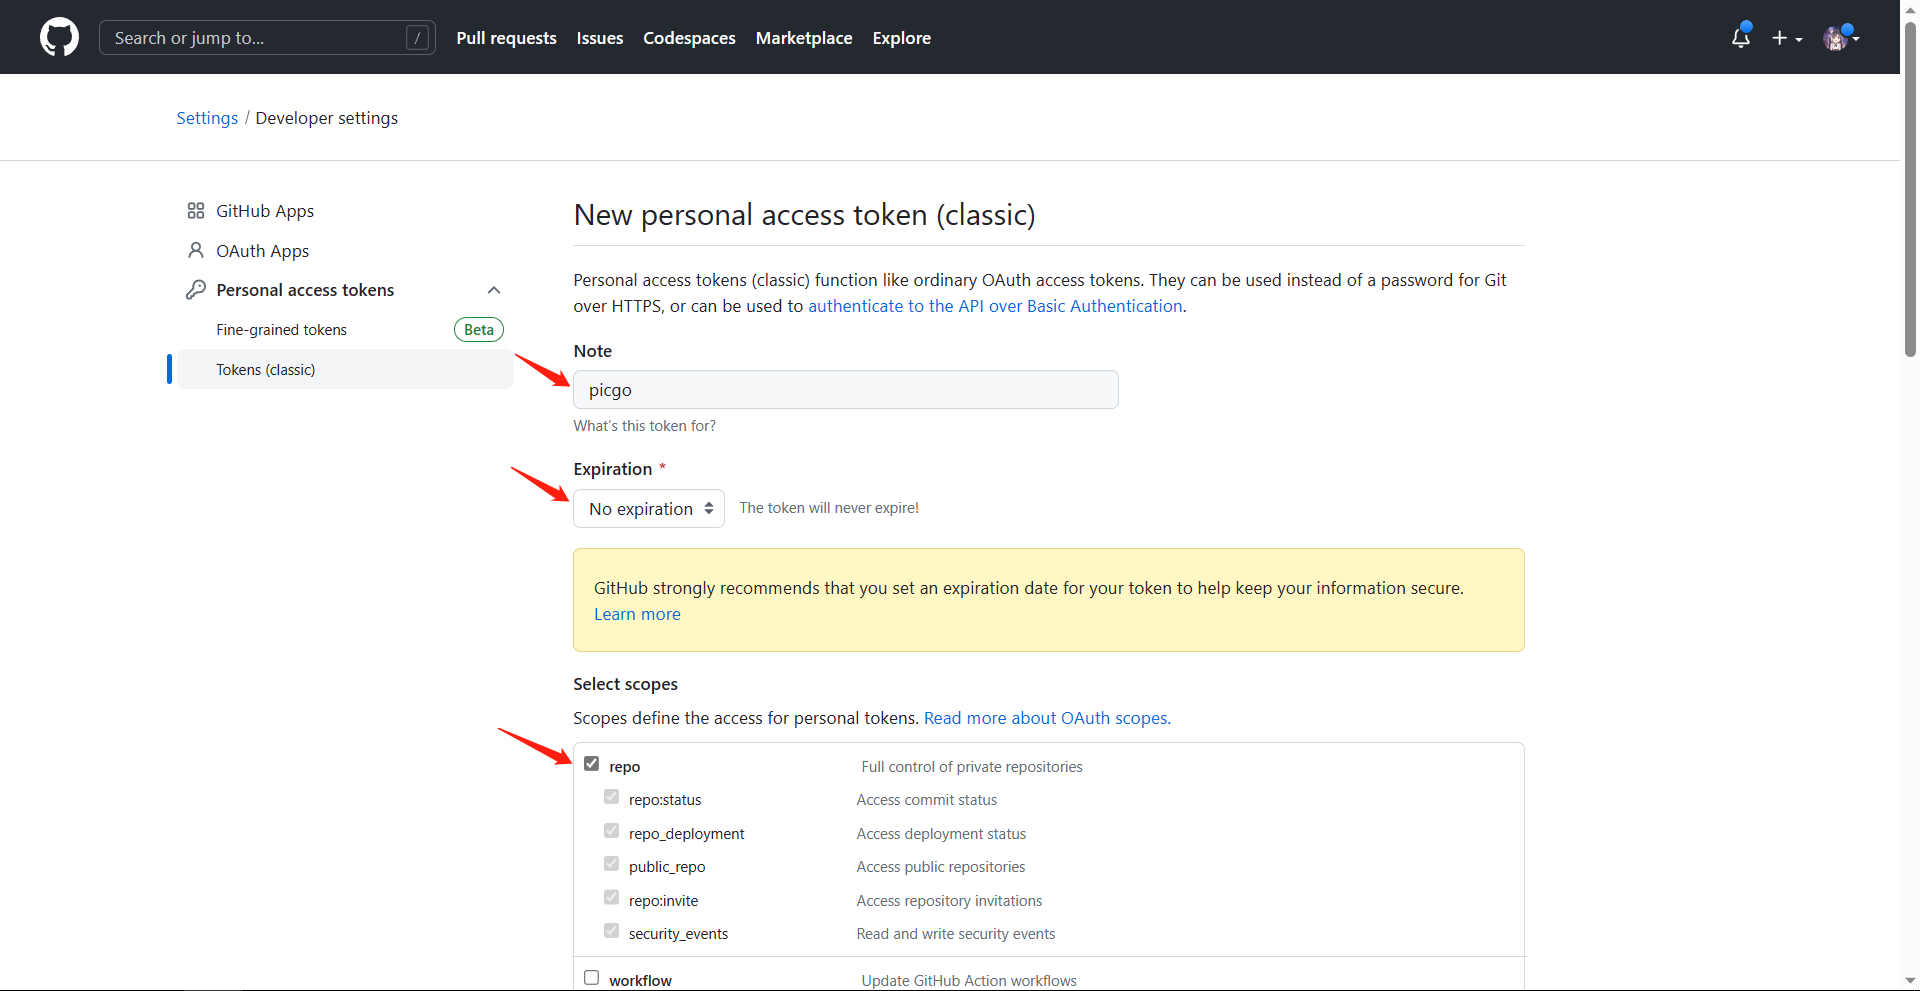 Search or jump to... /
Pull requests
Issues
Codespaces
Marketplace
Explore
Settings / Developer settings
GitHub Apps
OAuth Apps
Personal access tokens
Fine-grained tokens Beta
Tokens (classic)
New personal access token (classic)
Personal access tokens (classic) function like ordinary OAuth access tokens. They can be used instead of a password for Git
over HTTPS, or can be used to authenticate to the API over Basic Authentication.
Note
picgo
What's this token for?
Expiration *
No expiration The token will never expire!
GitHub strongly recommends that you set an expiration date for your token to help keep your information secure.
Learn more
Select scopes
Scopes define the access for personal tokens. Read more about OAuth scopes.
repo Full control of private repositories
repo:status Access commit status
repo_deployment Access deployment status
public_repo Access public repositories
repo:invite Access repository invitations
security_events Read and write security events
workflow Update GitHub Action workflows